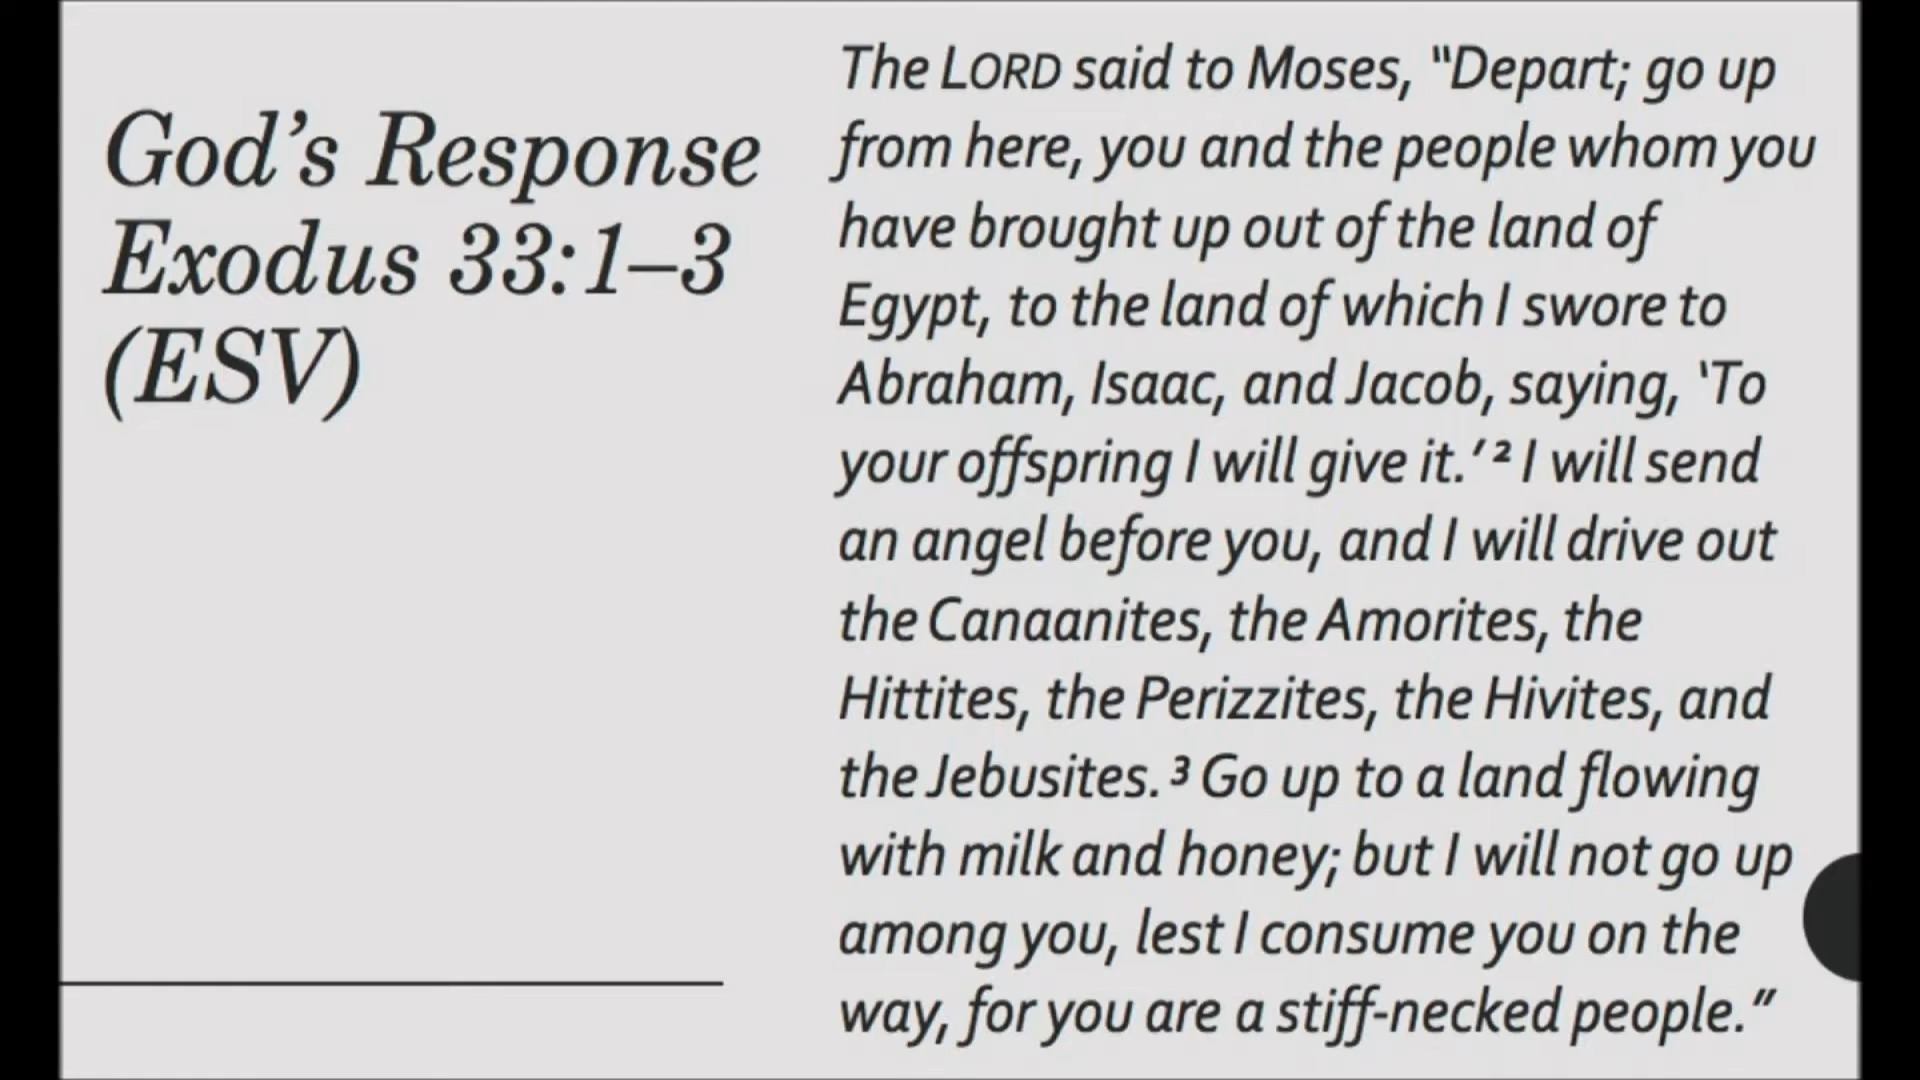 God’s Response
Exodus 33:1–3
(ESV)
The LORD said to Moses, “Depart; go up
from here, you and the people whom you
have brought up out of the land of
Egypt, to the land of which I swore to
Abraham, Isaac, and Jacob, saying, ‘To
your offspring I will give it.’ ² I will send
an angel before you, and I will drive out
the Canaanites, the Amorites, the
Hittites, the Perizzites, the Hivites, and
the Jebusites. ³ Go up to a land flowing
with milk and honey; but I will not go up
among you, lest I consume you on the
way, for you are a stiff-necked people.”